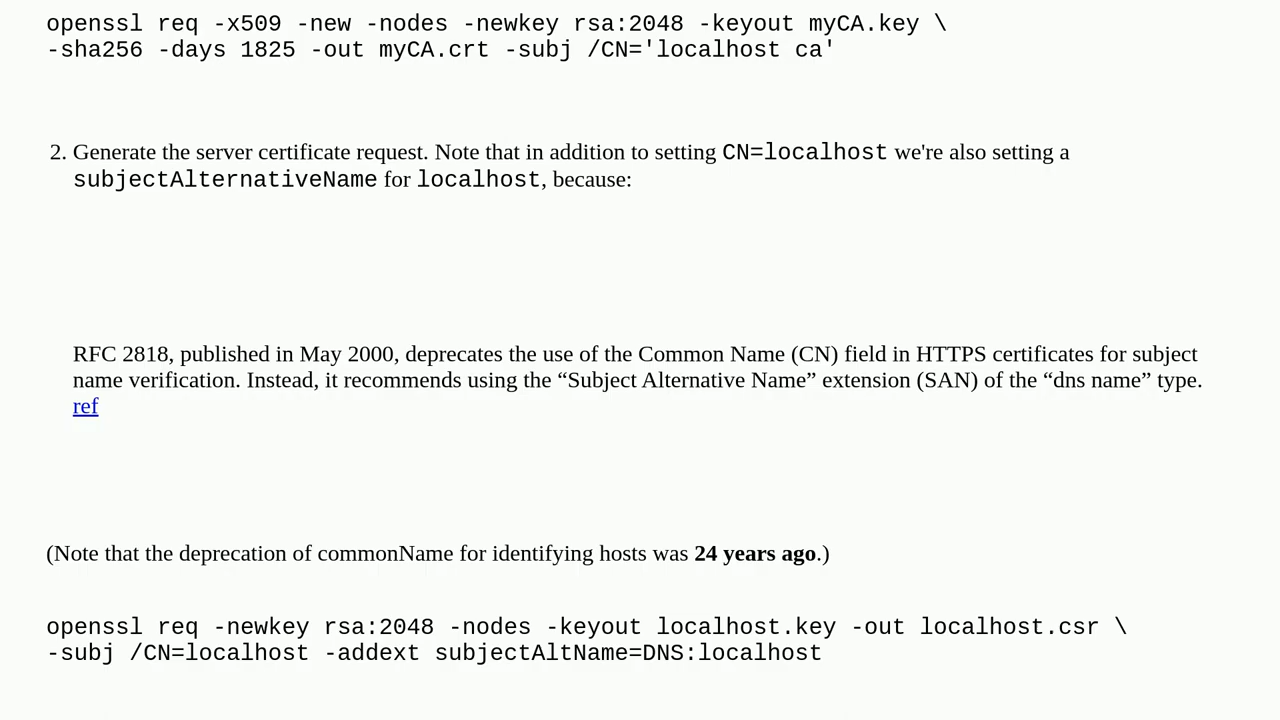 openssl req -x509 -new -nodes -newkey rsa:2048 -keyout myCA.key \
-sha256 -days 1825 -out myCA.crt -subj /CN='localhost ca'
2. Generate the server certificate request. Note that in addition to setting CN=localhost we're also setting a
subjectAlternativeName for localhost, because:
RFC 2818, published in May 2000, deprecates the use of the Common Name (CN) field in HTTPS certificates for subject
name verification. Instead, it recommends using the “Subject Alternative Name” extension (SAN) of the “dns name” type.
ref
(Note that the deprecation of commonName for identifying hosts was 24 years ago.)
openssl req -newkey rsa:2048 -nodes -keyout localhost.key -out localhost.csr \
-subj /CN=localhost -addext subjectAltName=DNS:localhost